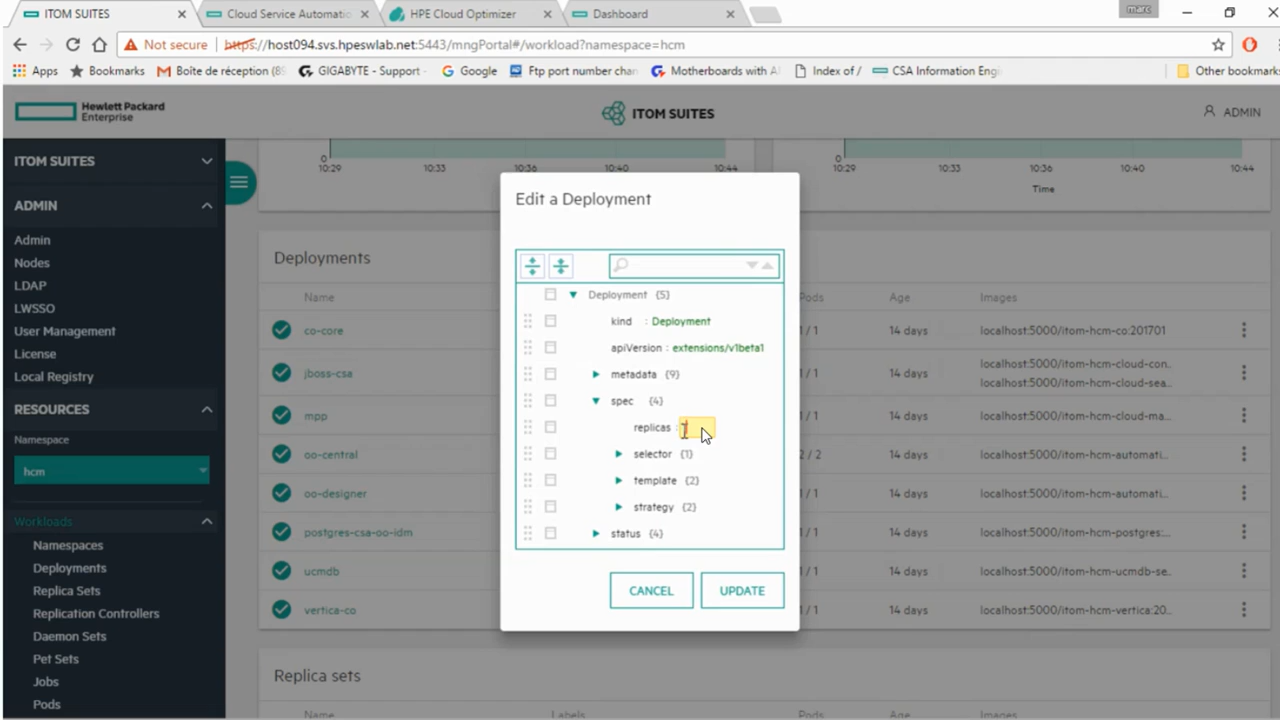 marc
ITOM SUITES
Cloud Service Automatio
HPE Cloud Optimizer
Dashboard
Not secure https://host094.svs.hpeswlab.net:5443/mngPortal#/workload?namespace=hcm
Apps Bookmarks Boîte de réception (8 GIGABYTE - Support - Google Ftp port number chan Motherboards with A Index of / CSA Information Eng Other bookmarks
Hewlett Packard
Enterprise
ITOM SUITES
ADMIN
ITOM SUITES
ADMIN
Admin
Nodes
LDAP
LWSSO
User Management
License
Local Registry
RESOURCES
Namespace
hcm
Workloads
Namespaces
Deployments
Replica Sets
Replication Controllers
Daemon Sets
Pet Sets
Jobs
Pods
0 0
10:29 10:33 10:36 10:40 10:44 10:29 10:33 10:36 10:40 10:44
Time
Deployments
Name Pods Age Images
co-core 1 / 1 14 days localhost:5000/itom-hcm-co:201701
jboss-csa 1 / 1 14 days localhost:5000/itom-hcm-cloud-con...
localhost:5000/itom-hcm-cloud-sea...
mpp 1 / 1 14 days localhost:5000/itom-hcm-cloud-ma...
oo-central 2 / 2 14 days localhost:5000/itom-hcm-automati...
oo-designer 1 / 1 14 days localhost:5000/itom-hcm-automati...
postgres-csa-oo-idm 1 / 1 14 days localhost:5000/itom-hcm-postgres:...
ucmdb 1 / 1 14 days localhost:5000/itom-hcm-ucmdb-se...
vertica-co 1 / 1 14 days localhost:5000/itom-hcm-vertica:20...
Replica sets
Name Labels Pods Age Images
Edit a Deployment
Deployment {5}
kind : Deployment
apiVersion : extensions/v1beta1
metadata {9}
spec {4}
replicas :
selector {1}
template {2}
strategy {2}
status {4}
CANCEL UPDATE